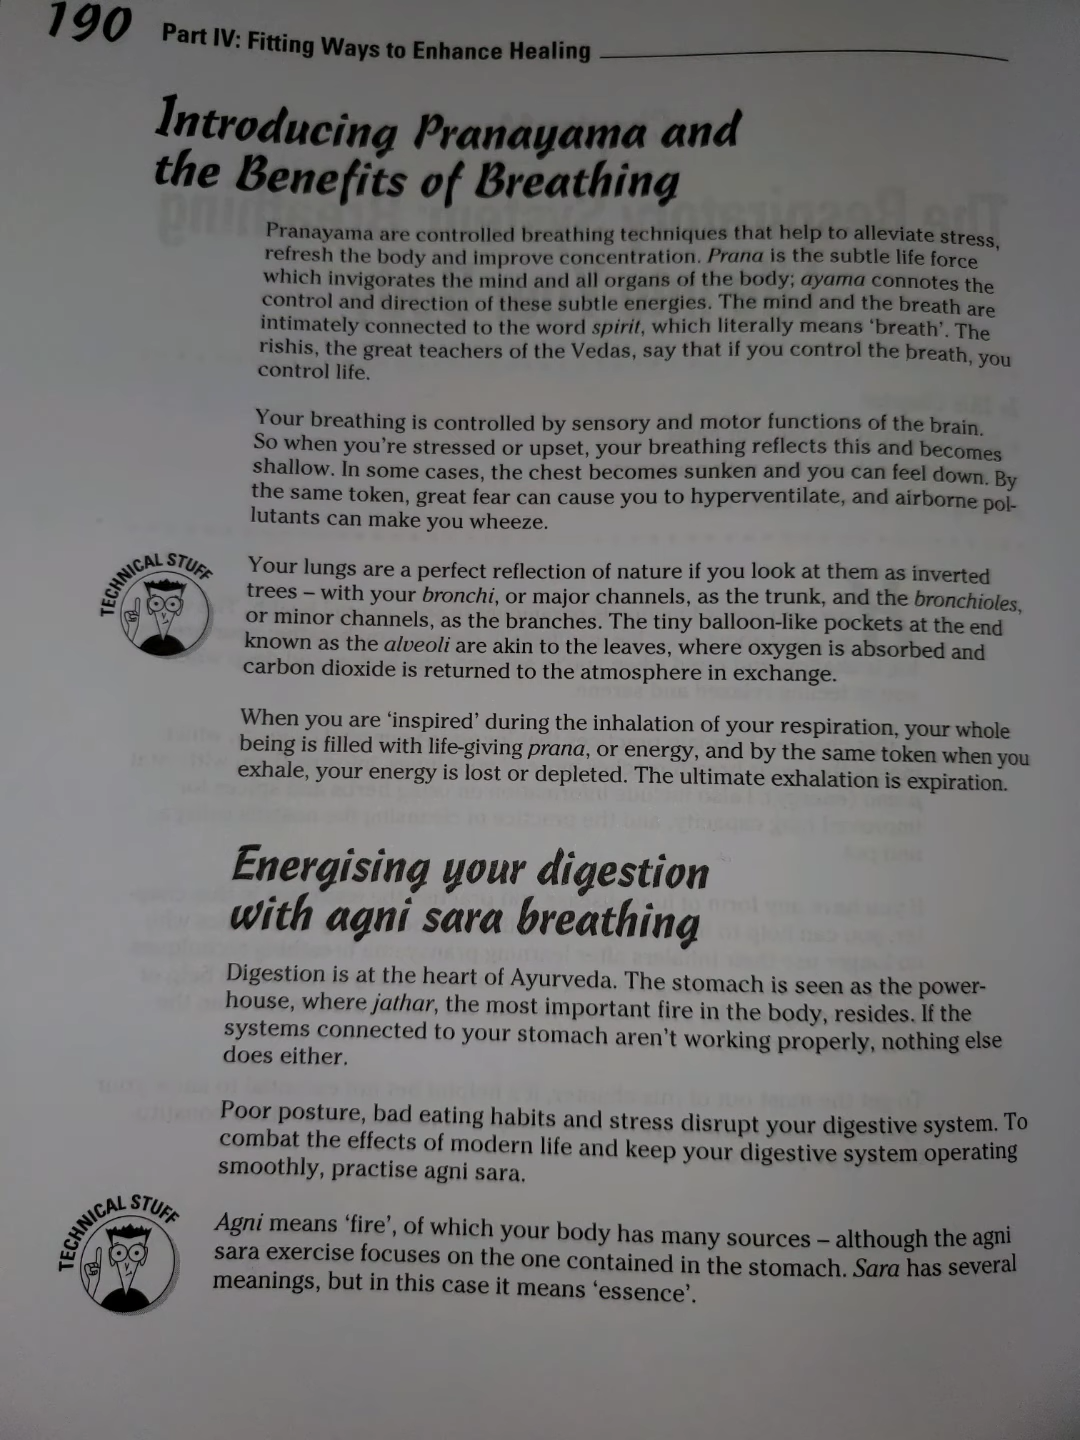 190
Part IV: Fitting Ways to Enhance Healing
Introducing Pranayama and
the Benefits of Breathing
Pranayama are controlled breathing techniques that help to alleviate stress,
refresh the body and improve concentration. Prana is the subtle life force
which invigorates the mind and all organs of the body; ayama connotes the
control and direction of these subtle energies. The mind and the breath are
intimately connected to the word spirit, which literally means ‘breath’. The
rishis, the great teachers of the Vedas, say that if you control the breath, you
control life.
Your breathing is controlled by sensory and motor functions of the brain.
So when you’re stressed or upset, your breathing reflects this and becomes
shallow. In some cases, the chest becomes sunken and you can feel down. By
the same token, great fear can cause you to hyperventilate, and airborne pol-
lutants can make you wheeze.
TECHNICAL STUFF
Your lungs are a perfect reflection of nature if you look at them as inverted
trees – with your bronchi, or major channels, as the trunk, and the bronchioles,
or minor channels, as the branches. The tiny balloon-like pockets at the end
known as the alveoli are akin to the leaves, where oxygen is absorbed and
carbon dioxide is returned to the atmosphere in exchange.
When you are ‘inspired’ during the inhalation of your respiration, your whole
being is filled with life-giving prana, or energy, and by the same token when you
exhale, your energy is lost or depleted. The ultimate exhalation is expiration.
Energising your digestion
with agni sara breathing
Digestion is at the heart of Ayurveda. The stomach is seen as the power-
house, where jathar, the most important fire in the body, resides. If the
systems connected to your stomach aren’t working properly, nothing else
does either.
Poor posture, bad eating habits and stress disrupt your digestive system. To
combat the effects of modern life and keep your digestive system operating
smoothly, practise agni sara.
TECHNICAL STUFF
Agni means ‘fire’, of which your body has many sources – although the agni
sara exercise focuses on the one contained in the stomach. Sara has several
meanings, but in this case it means ‘essence’.